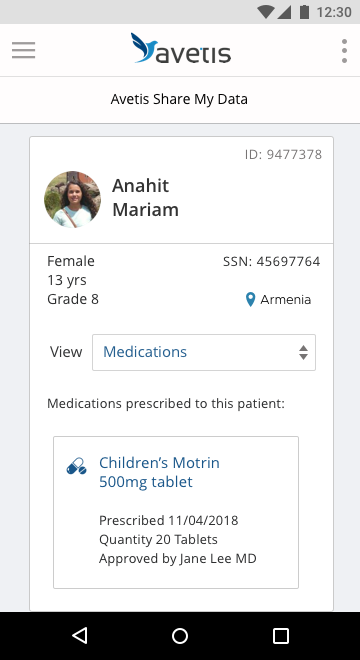 12:30
avetis
Avetis Share My Data
ID: 9477378
Anahit
Mariam
Female
SSN: 45697764
13 yrs
Grade 8
Armenia
View
Medications
Medications prescribed to this patient:
Children’s Motrin
500mg tablet
Prescribed 11/04/2018
Quantity 20 Tablets
Approved by Jane Lee MD